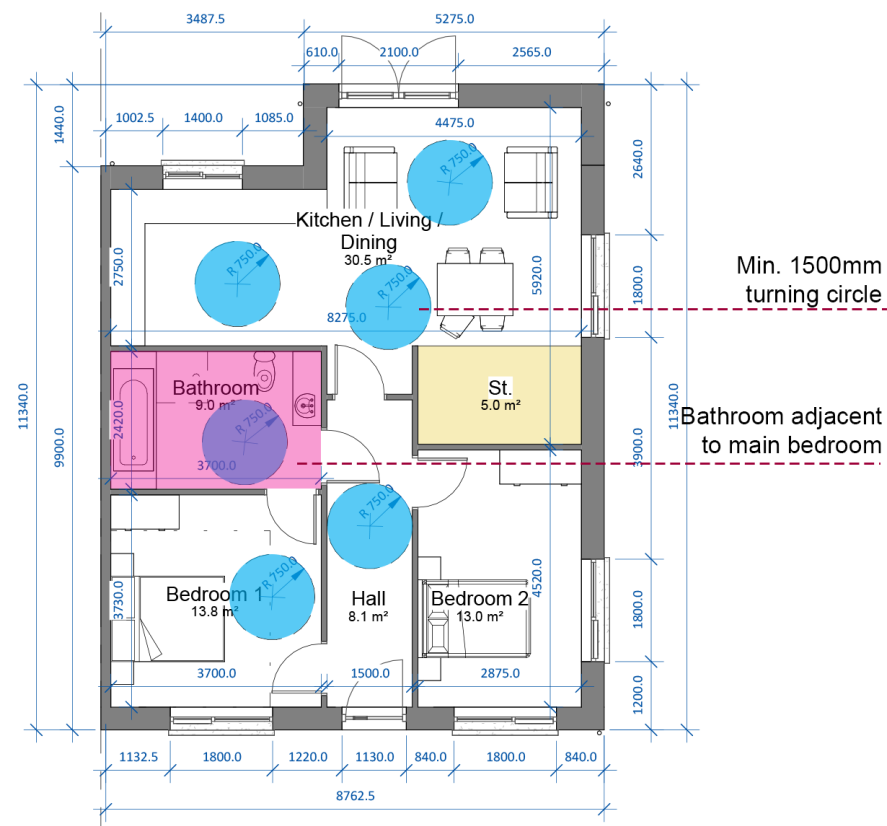 3487.5
5275.0
610.0
2100.0
2565.0
1440.0
1002.5
1400.0
1085.0
4475.0
2640.0
R 750.0
Kitchen / Living /
Dining
30.5 m²
R 750.0
R 750.0
2750.0
5920.0
1800.0
8275.0
Min. 1500mm
turning circle
11340.0
9900.0
Bathroom
9.0 m²
R 750.0
2420.0
3700.0
St.
5.0 m²
3900.0
11340.0
Bathroom adjacent
to main bedroom
R 750.0
R 750.0
3730.0
Bedroom 1
13.8 m²
Hall
8.1 m²
Bedroom 2
13.0 m²
4520.0
1800.0
3700.0
1500.0
2875.0
1200.0
1132.5
1800.0
1220.0
1130.0
840.0
1800.0
840.0
8762.5